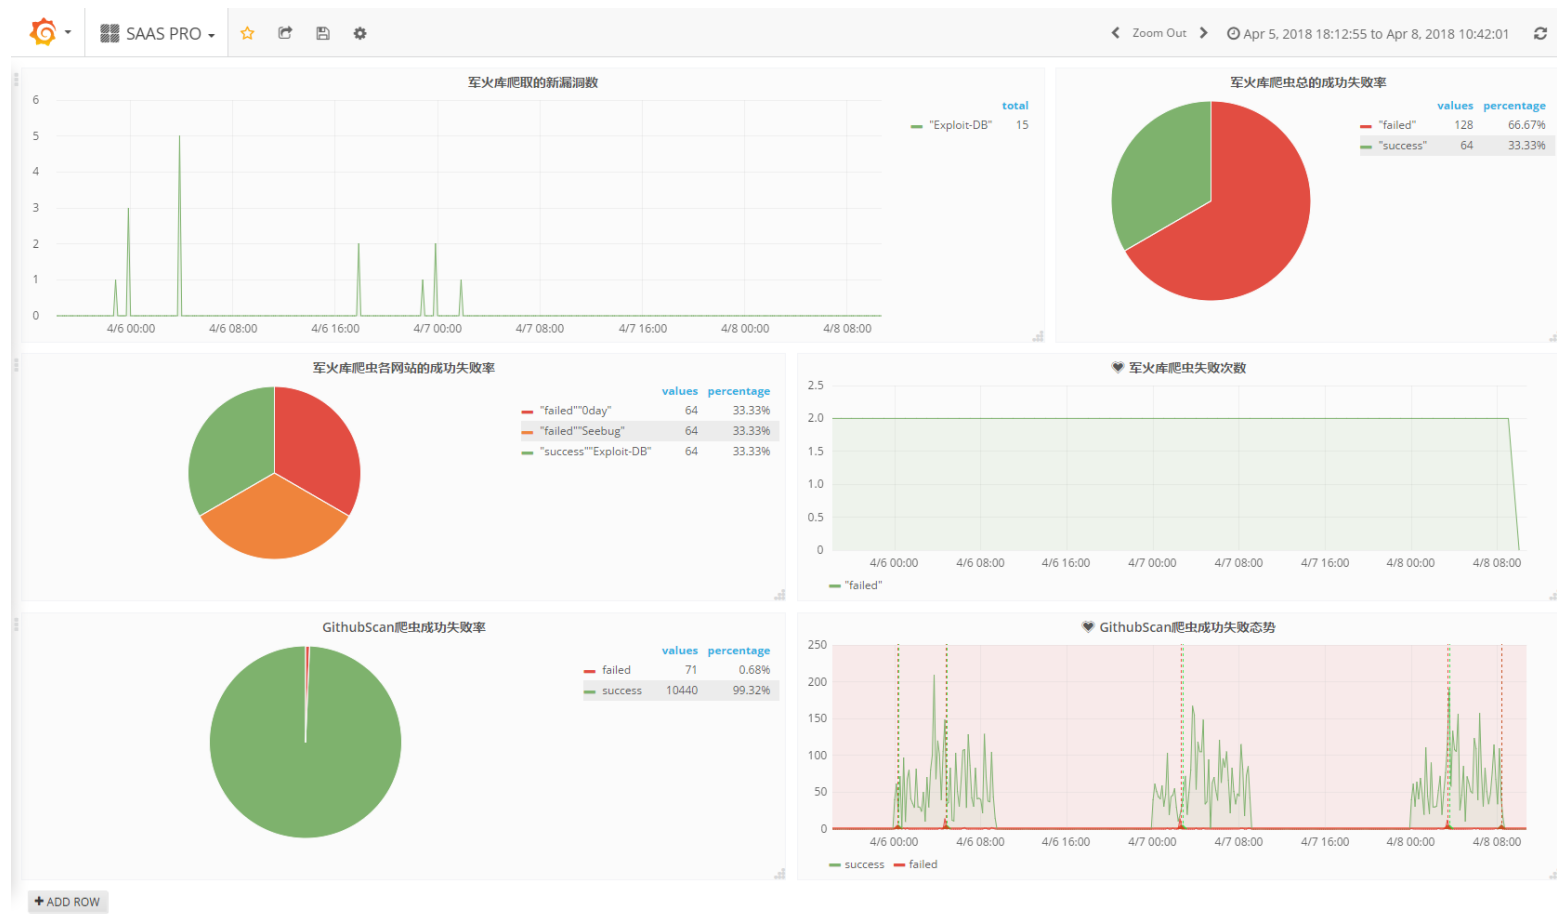 SAAS PRO
Zoom Out
Apr 5, 2018 18:12:55 to Apr 8, 2018 10:42:01
军火库爬取的新漏洞数
6
5
4
3
2
1
0
4/6 00:00 4/6 08:00 4/6 16:00 4/7 00:00 4/7 08:00 4/7 16:00 4/8 00:00 4/8 08:00
total
"Exploit-DB" 15
军火库爬虫总的成功失败率
values percentage
"failed" 128 66.67%
"success" 64 33.33%
军火库爬虫各网站的成功失败率
values percentage
"failed""0day" 64 33.33%
"failed""Seebug" 64 33.33%
"success""Exploit-DB" 64 33.33%
军火库爬虫失败次数
2.5
2.0
1.5
1.0
0.5
0
4/6 00:00 4/6 08:00 4/6 16:00 4/7 00:00 4/7 08:00 4/7 16:00 4/8 00:00 4/8 08:00
"failed"
GithubScan爬虫成功失败率
values percentage
failed 71 0.68%
success 10440 99.32%
GithubScan爬虫成功失败态势
250
200
150
100
50
0
4/6 00:00 4/6 08:00 4/6 16:00 4/7 00:00 4/7 08:00 4/7 16:00 4/8 00:00 4/8 08:00
success failed
+ ADD ROW